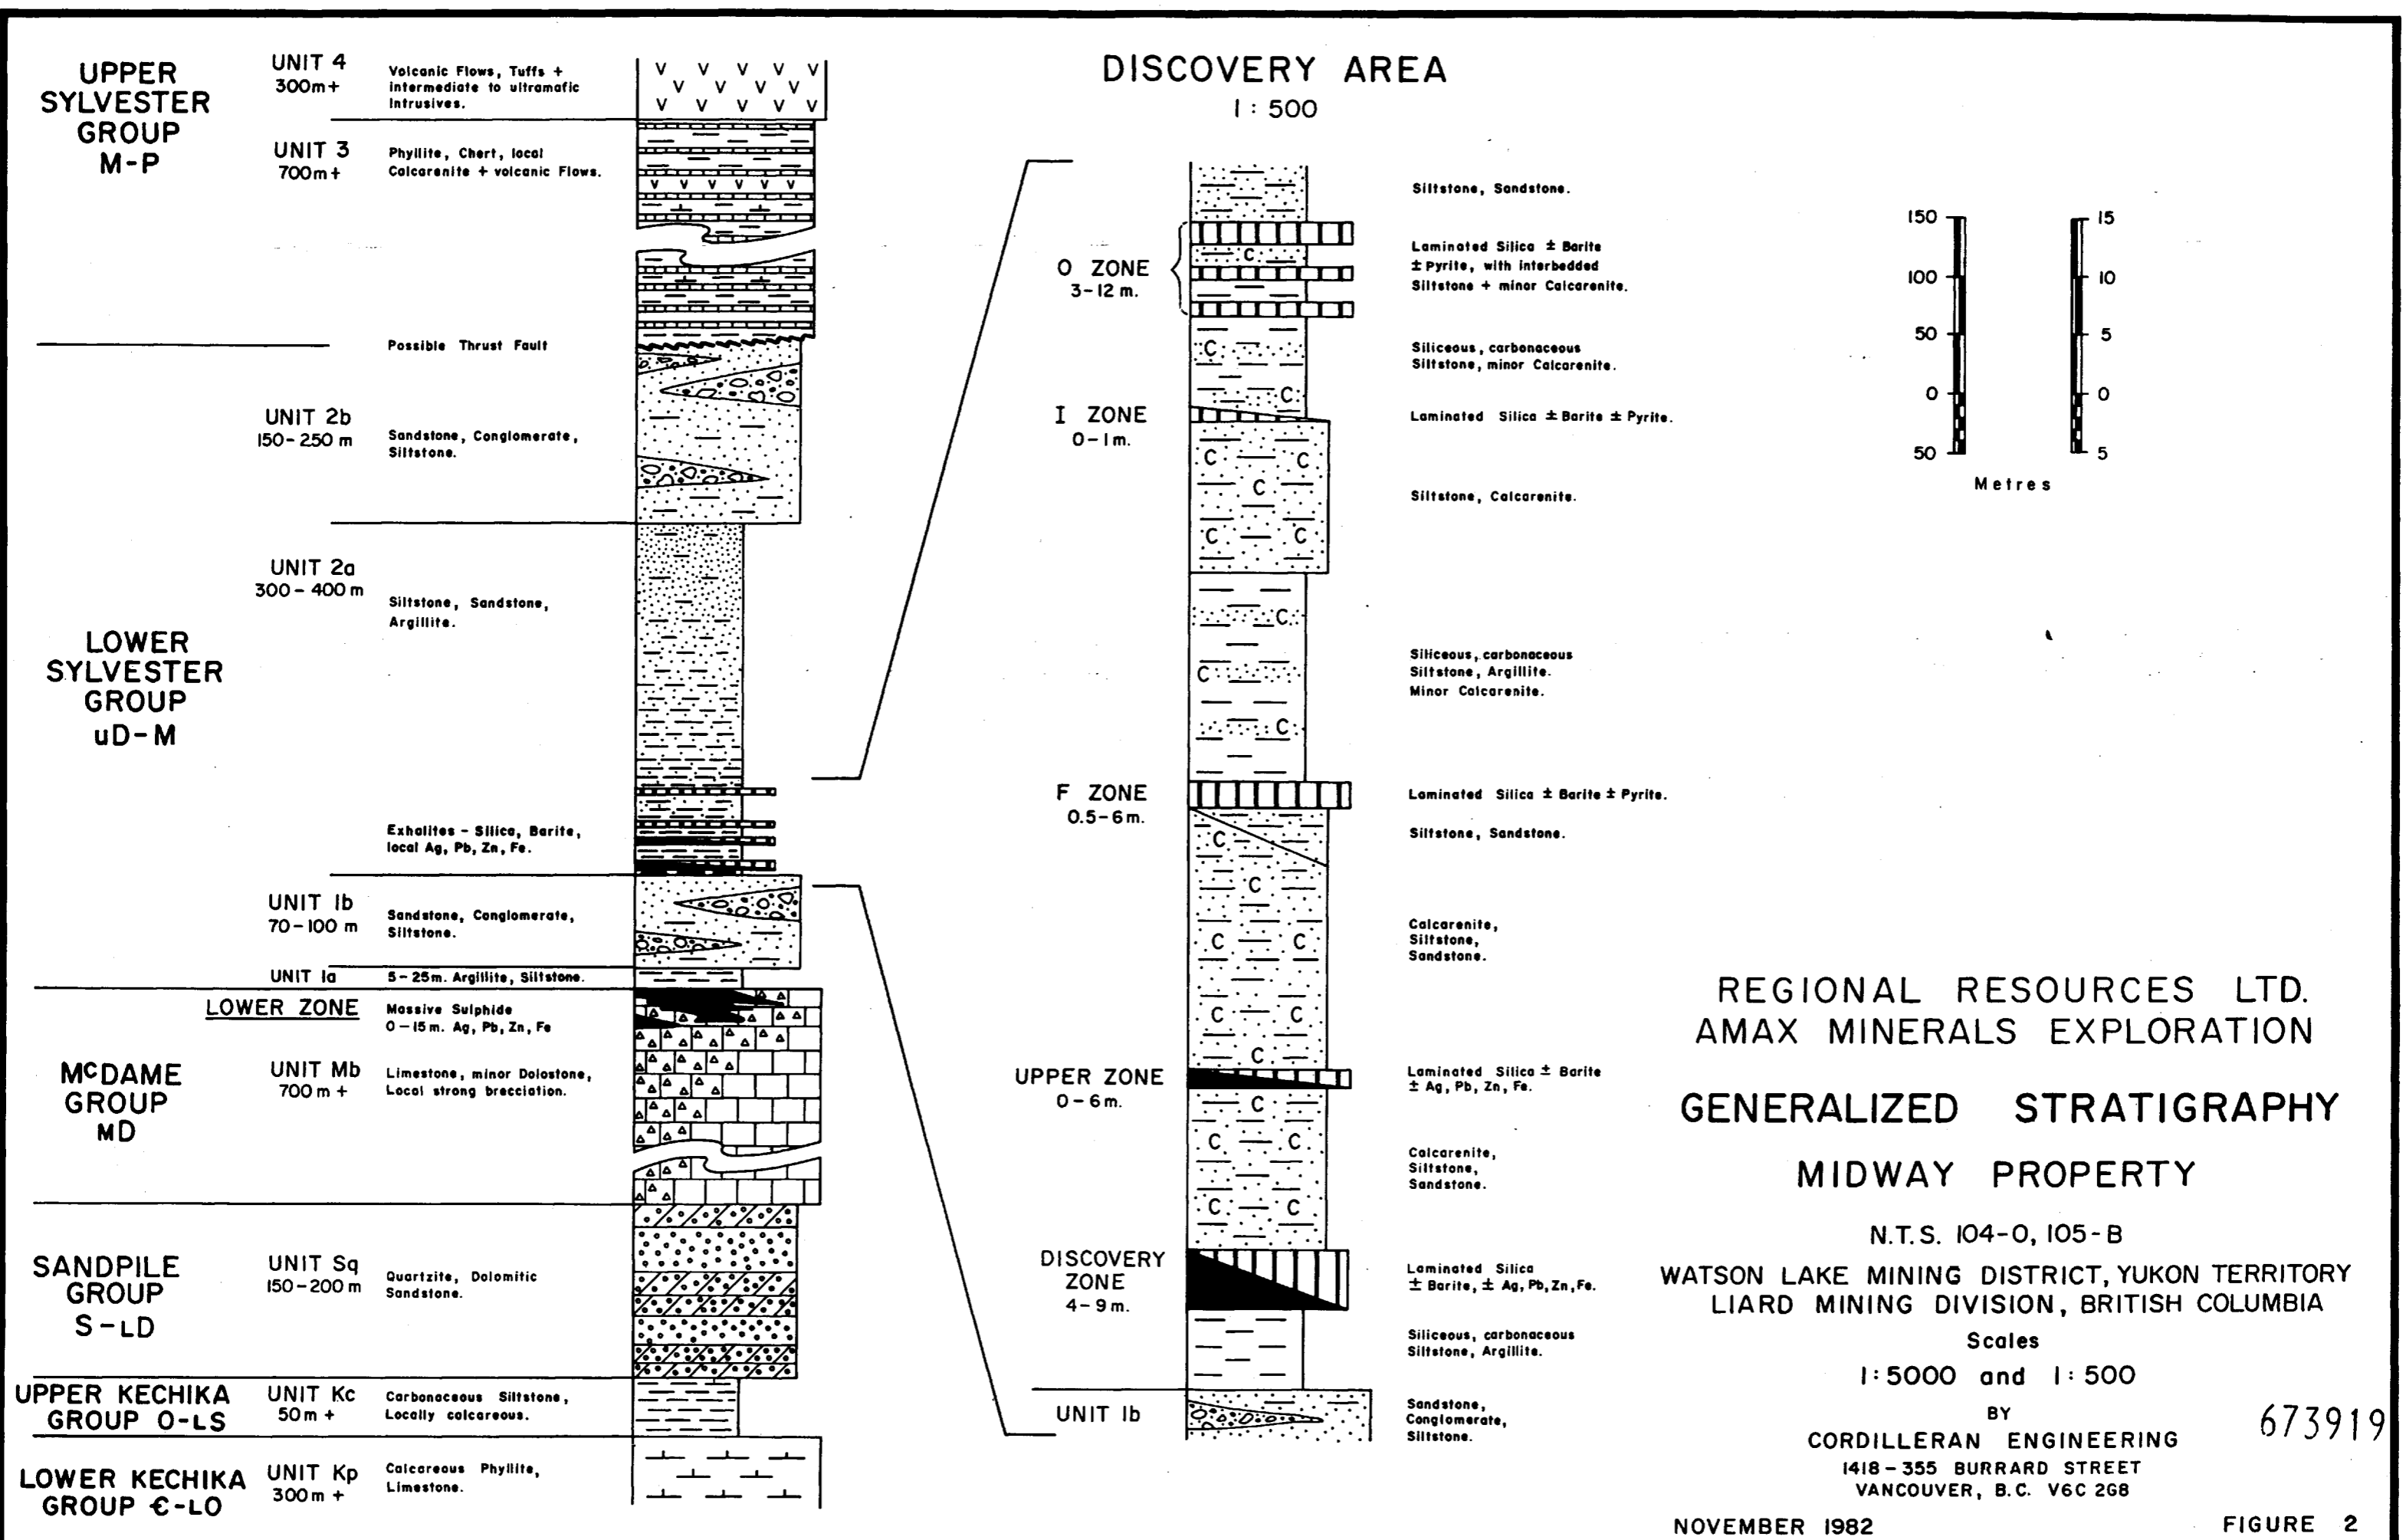 UPPER
SYLVESTER
GROUP
M-P
UNIT 4
300m+
Volcanic Flows, Tuffs +
intermediate to ultramafic
Intrusives.
UNIT 3
700m+
Phyllite, Chert, local
Calcarenite + volcanic Flows.
Possible Thrust Fault
LOWER
SYLVESTER
GROUP
uD-M
UNIT 2b
150-250 m
Sandstone, Conglomerate,
Siltstone.
UNIT 2a
300-400 m
Siltstone, Sandstone,
Argillite.
Exhalites - Silica, Barite,
local Ag, Pb, Zn, Fe.
UNIT 1b
70-100 m
Sandstone, Conglomerate,
Siltstone.
UNIT 1a
5-25m. Argillite, Siltstone.
LOWER ZONE
Massive Sulphide
0-15m. Ag, Pb, Zn, Fe
McDAME
GROUP
MD
UNIT Mb
700 m +
Limestone, minor Dolostone,
Local strong brecciation.
SANDPILE
GROUP
S-LD
UNIT Sq
150-200 m
Quartzite, Dolomitic
Sandstone.
UPPER KECHIKA
GROUP O-LS
UNIT Kc
50m +
Carbonaceous Siltstone,
Locally calcareous.
LOWER KECHIKA
GROUP Є-LO
UNIT Kp
300m +
Calcareous Phyllite,
Limestone.
DISCOVERY AREA
1:500
Siltstone, Sandstone.
O ZONE
3-12 m.
Laminated Silica ± Barite
± Pyrite, with interbedded
Siltstone + minor Calcarenite.
Siliceous, carbonaceous
Siltstone, minor Calcarenite.
I ZONE
0-1m.
Laminated Silica ± Barite ± Pyrite.
Siltstone, Calcarenite.
Siliceous, carbonaceous
Siltstone, Argillite.
Minor Calcarenite.
F ZONE
0.5-6m.
Laminated Silica ± Barite ± Pyrite.
Siltstone, Sandstone.
Calcarenite,
Siltstone,
Sandstone.
UPPER ZONE
0-6m.
Laminated Silica ± Barite
± Ag, Pb, Zn, Fe.
Calcarenite,
Siltstone,
Sandstone.
DISCOVERY
ZONE
4-9m.
Laminated Silica
± Barite, ± Ag, Pb, Zn, Fe.
Siliceous, carbonaceous
Siltstone, Argillite.
UNIT 1b
Sandstone,
Conglomerate,
Siltstone.
150 15
100 10
50 5
0 0
50 5
Metres
REGIONAL RESOURCES LTD.
AMAX MINERALS EXPLORATION
GENERALIZED STRATIGRAPHY
MIDWAY PROPERTY
N.T.S. 104-O, 105-B
WATSON LAKE MINING DISTRICT, YUKON TERRITORY
LIARD MINING DIVISION, BRITISH COLUMBIA
Scales
1:5000 and 1:500
BY
CORDILLERAN ENGINEERING
1418-355 BURRARD STREET
VANCOUVER, B.C. V6C 2G8
673919
NOVEMBER 1982
FIGURE 2